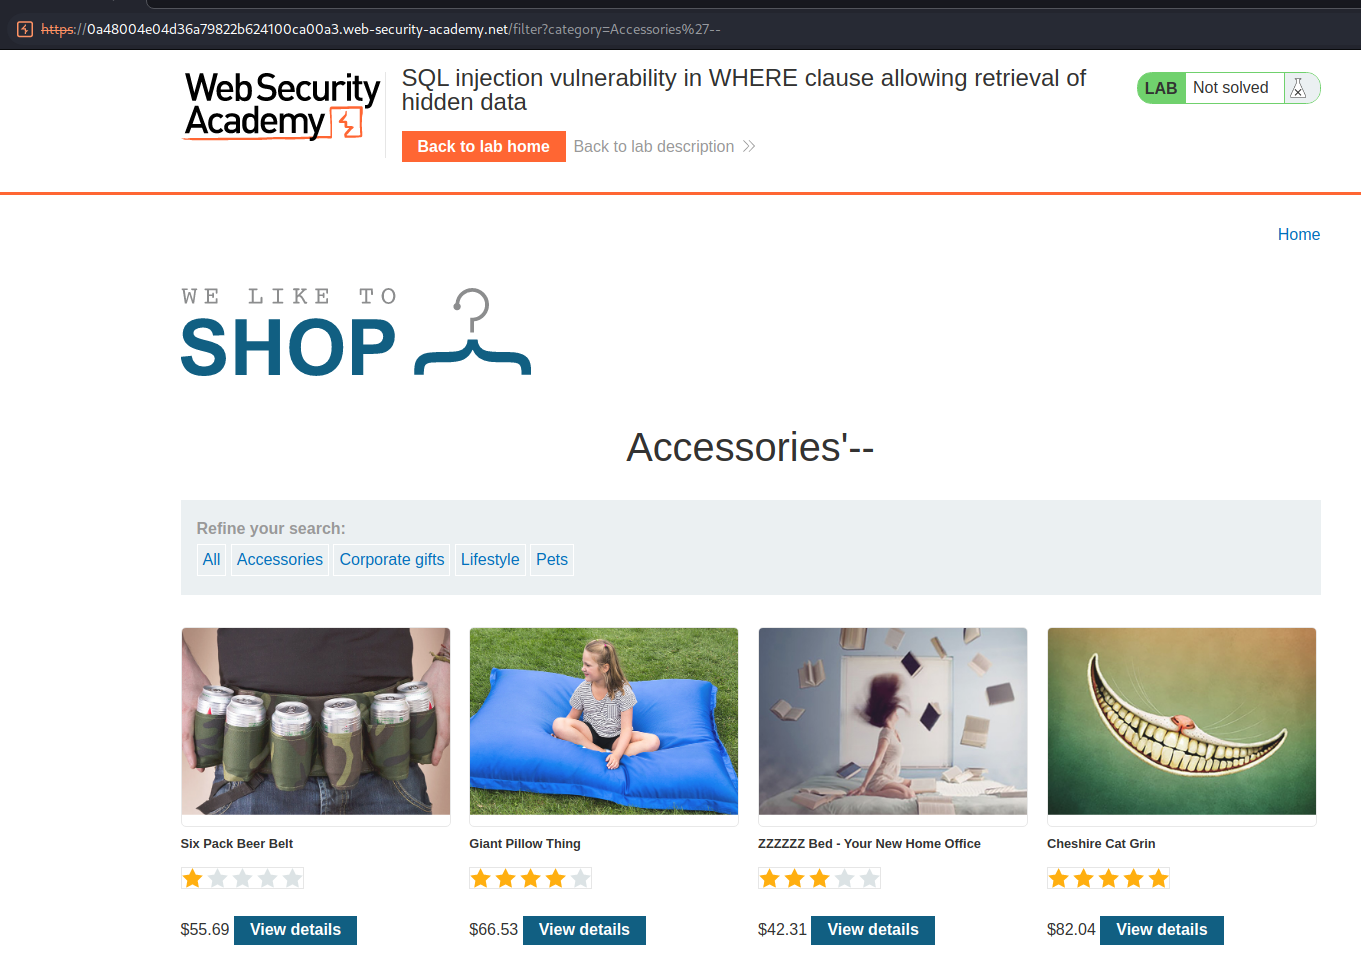 https://0a48004e04d36a79822b624100ca00a3.web-security-academy.net/filter?category=Accessories%27--
WebSecurity
Academy
SQL injection vulnerability in WHERE clause allowing retrieval of
hidden data
Back to lab home
Back to lab description
LAB
Not solved
Home
WE LIKE TO
SHOP
Accessories'--
Refine your search:
All
Accessories
Corporate gifts
Lifestyle
Pets
Six Pack Beer Belt
Giant Pillow Thing
ZZZZZZ Bed - Your New Home Office
Cheshire Cat Grin
$55.69 View details
$66.53 View details
$42.31 View details
$82.04 View details